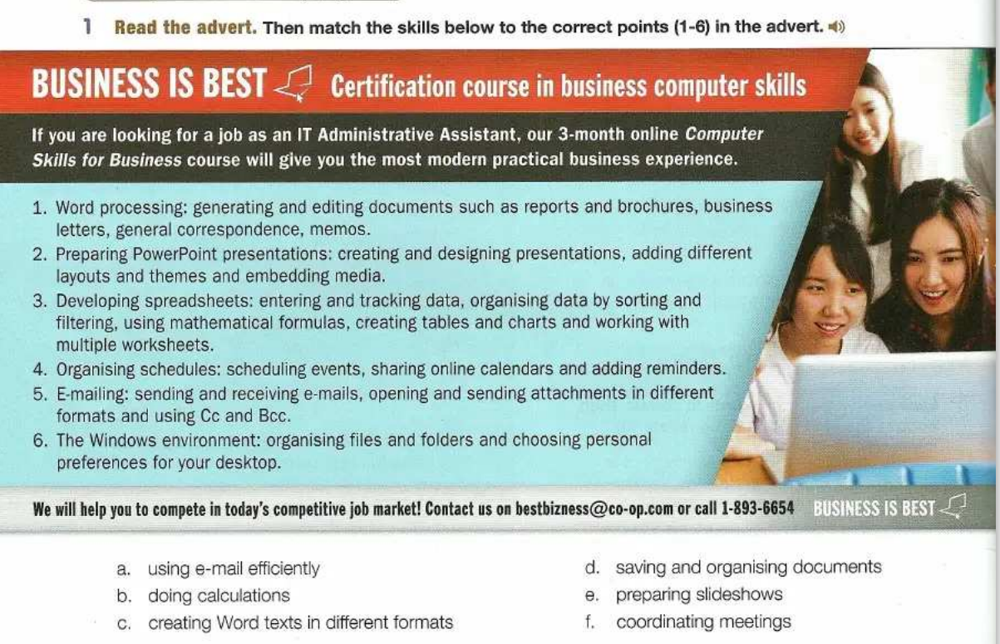 1 Read the advert. Then match the skills below to the correct points (1-6) in the advert.
BUSINESS IS BEST Certification course in business computer skills
If you are looking for a job as an IT Administrative Assistant, our 3-month online Computer
Skills for Business course will give you the most modern practical business experience.
1. Word processing: generating and editing documents such as reports and brochures, business
letters, general correspondence, memos.
2. Preparing PowerPoint presentations: creating and designing presentations, adding different
layouts and themes and embedding media.
3. Developing spreadsheets: entering and tracking data, organising data by sorting and
filtering, using mathematical formulas, creating tables and charts and working with
multiple worksheets.
4. Organising schedules: scheduling events, sharing online calendars and adding reminders.
5. E-mailing: sending and receiving e-mails, opening and sending attachments in different
formats and using Cc and Bcc.
6. The Windows environment: organising files and folders and choosing personal
preferences for your desktop.
We will help you to compete in today's competitive job market! Contact us on bestbizness@co-op.com or call 1-893-6654 BUSINESS IS BEST
a. using e-mail efficiently
b. doing calculations
c. creating Word texts in different formats
d. saving and organising documents
e. preparing slideshows
f. coordinating meetings